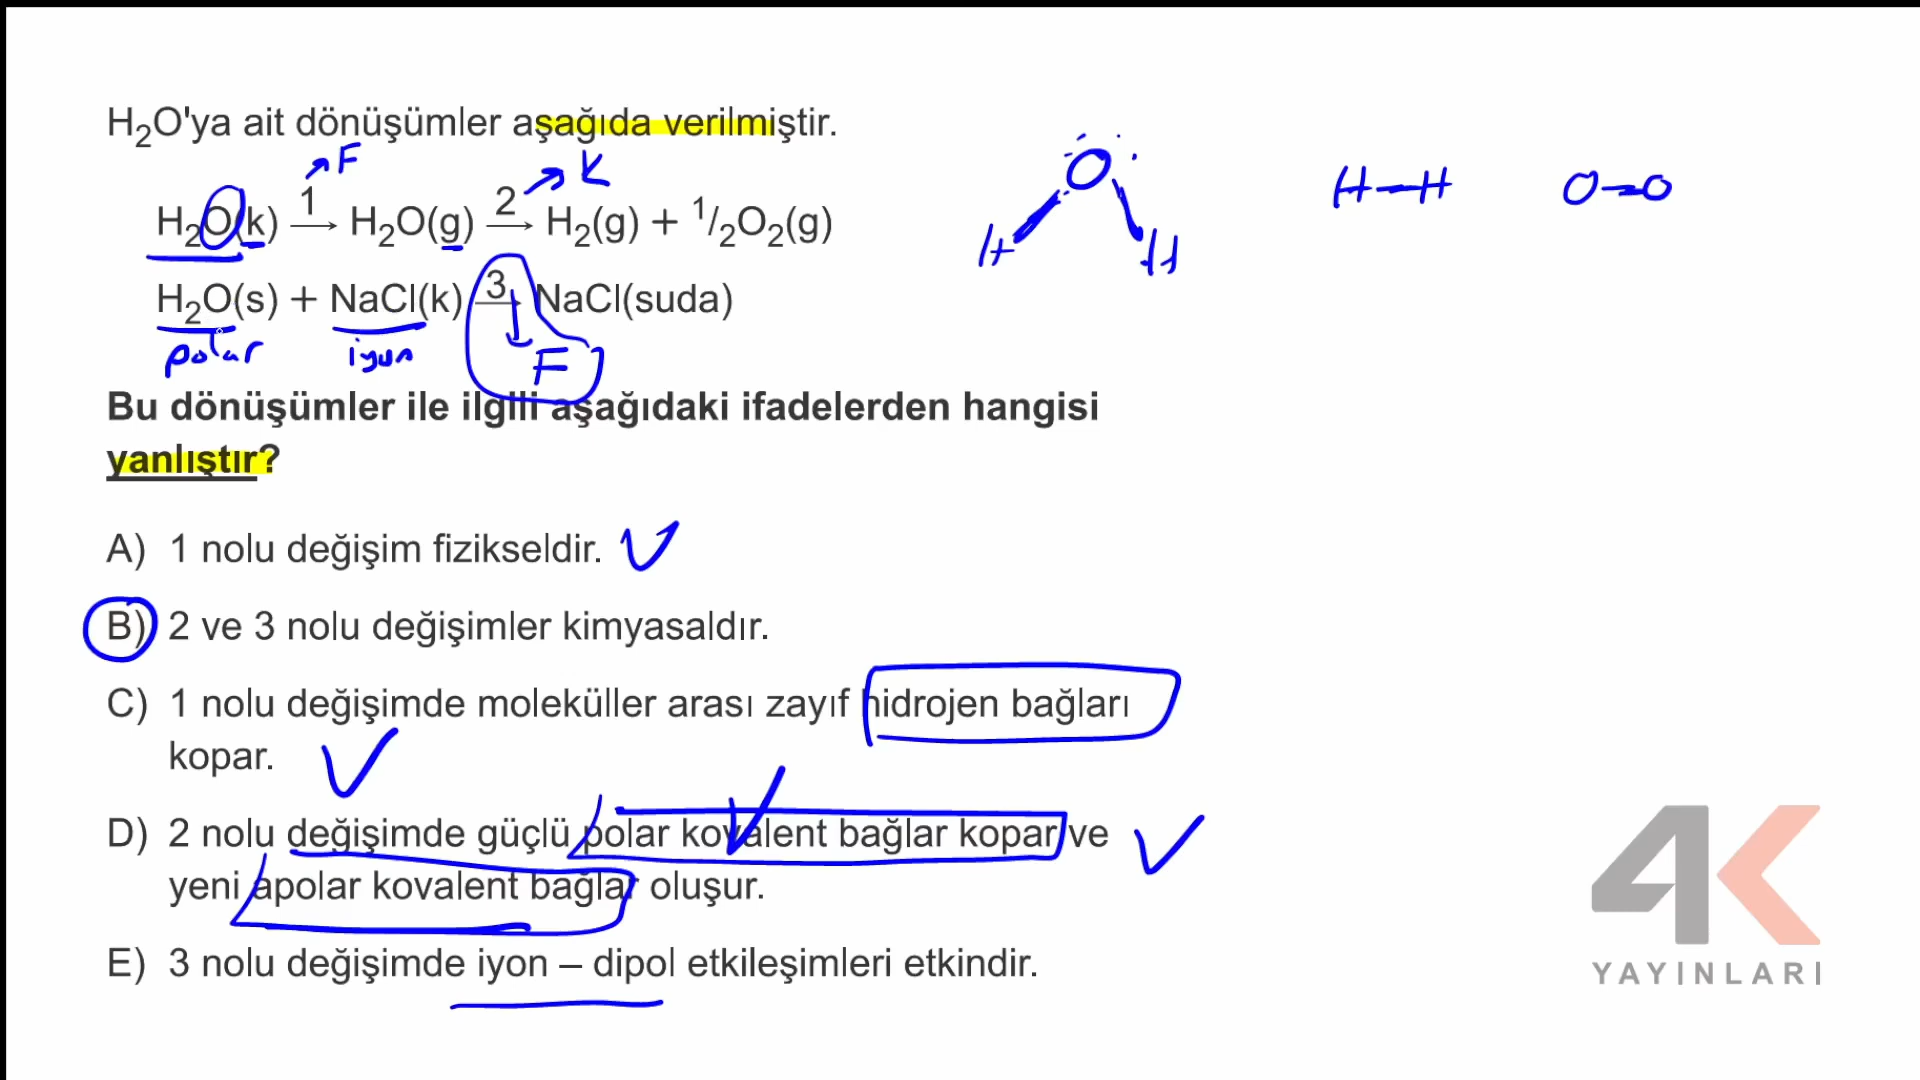 H₂O'ya ait dönüşümler aşağıda verilmiştir.
F
K
H₂O(k) 1→ H₂O(g) 2→ H₂(g) + ¹/₂O₂(g)
H₂O(s) + NaCl(k) 3→ NaCl(suda)
polar iyun
F
O
H H
H-H O=O
Bu dönüşümler ile ilgili aşağıdaki ifadelerden hangisi
yanlıştır?
A) 1 nolu değişim fizikseldir.
B) 2 ve 3 nolu değişimler kimyasaldır.
C) 1 nolu değişimde moleküller arası zayıf hidrojen bağları
kopar.
D) 2 nolu değişimde güçlü polar kovalent bağlar kopar ve
yeni apolar kovalent bağlar oluşur.
E) 3 nolu değişimde iyon – dipol etkileşimleri etkindir.
4K
YAYINLARI